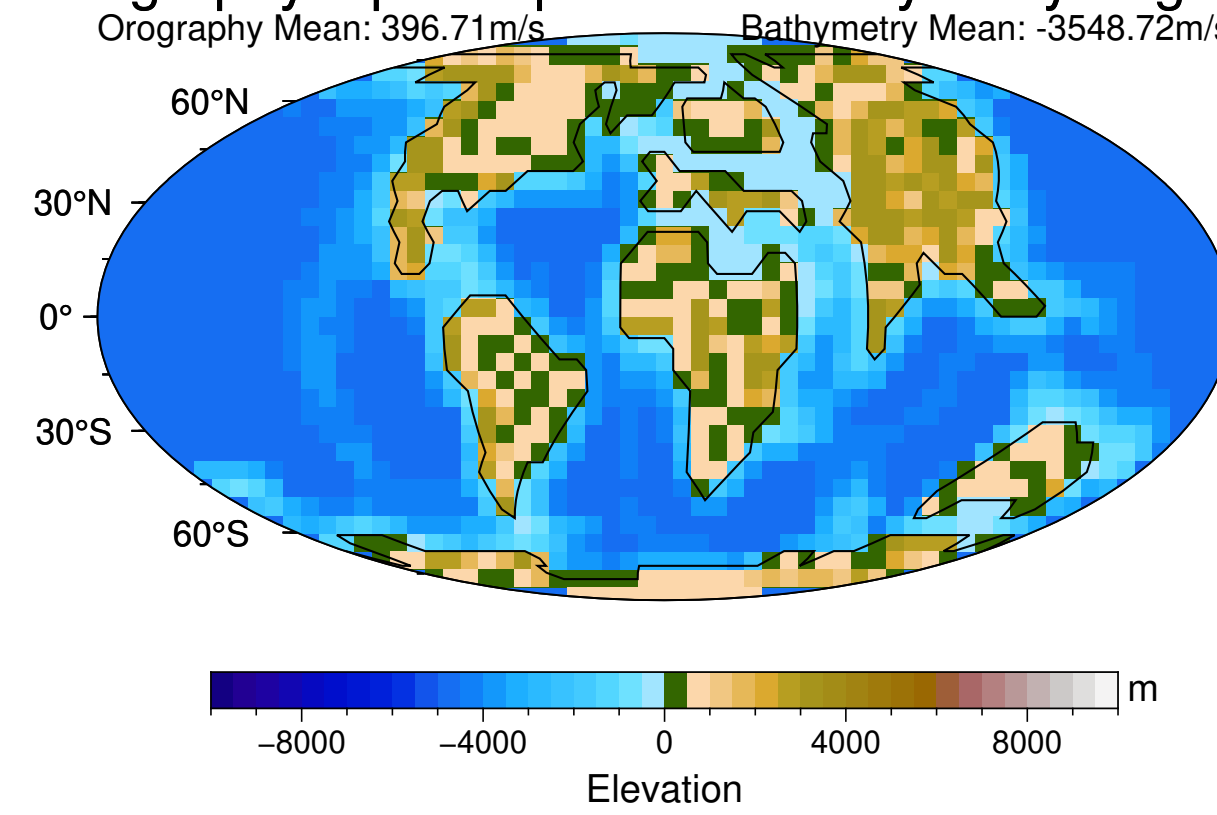 Orography Mean: 396.71m/s Bathymetry Mean: -3548.72m/s
60°N
30°N
0°
30°S
60°S
m
−8000 −4000 0 4000 8000
Elevation